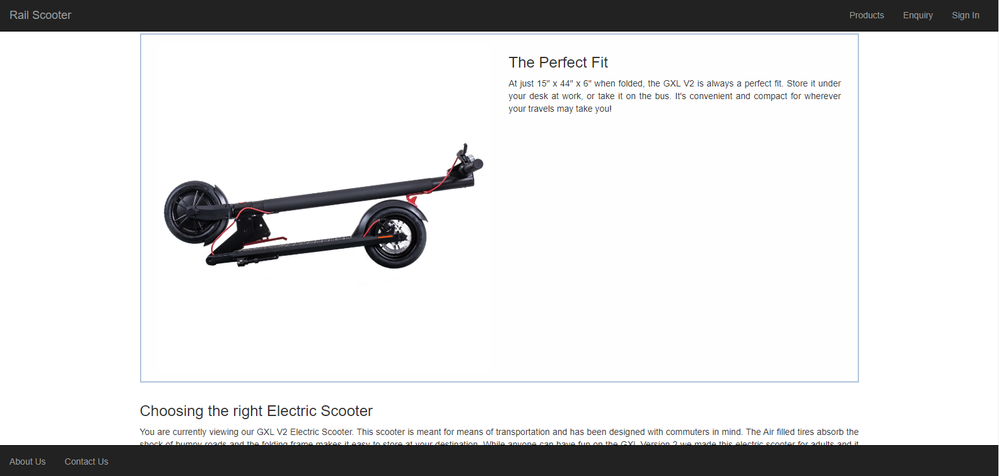 Rail Scooter
Products
Enquiry
Sign In
The Perfect Fit
At just 15" x 44" x 6" when folded, the GXL V2 is always a perfect fit. Store it under
your desk at work, or take it on the bus. It's convenient and compact for wherever
your travels may take you!
Choosing the right Electric Scooter
You are currently viewing our GXL V2 Electric Scooter. This scooter is meant for means of transportation and has been designed with commuters in mind. The Air filled tires absorb the
shock of bumpy roads and the folding frame makes it easy to store at your destination. While anyone can have fun on the GXL Version 2 we made this electric scooter for adults and it
About Us
Contact Us